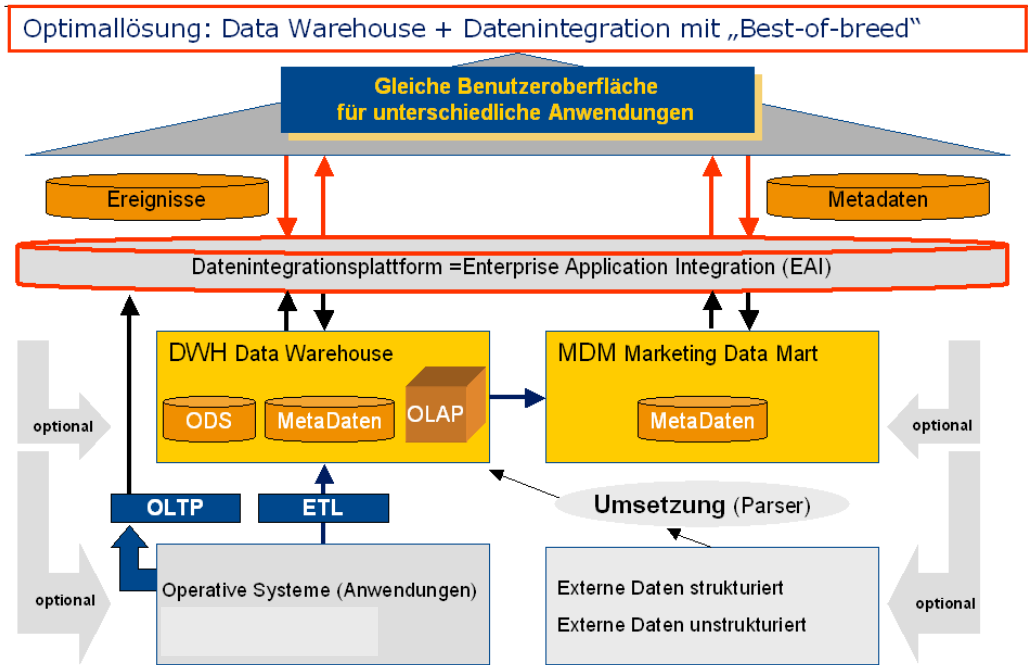 Optimallösung: Data Warehouse + Datenintegration mit „Best-of-breed“
Gleiche Benutzeroberfläche
für unterschiedliche Anwendungen
Ereignisse
Metadaten
Datenintegrationsplattform =Enterprise Application Integration (EAI)
DWH Data Warehouse
ODS
MetaDaten
OLAP
MDM Marketing Data Mart
MetaDaten
optional
optional
OLTP
ETL
Umsetzung (Parser)
Operative Systeme (Anwendungen)
Externe Daten strukturiert
Externe Daten unstrukturiert
optional
optional